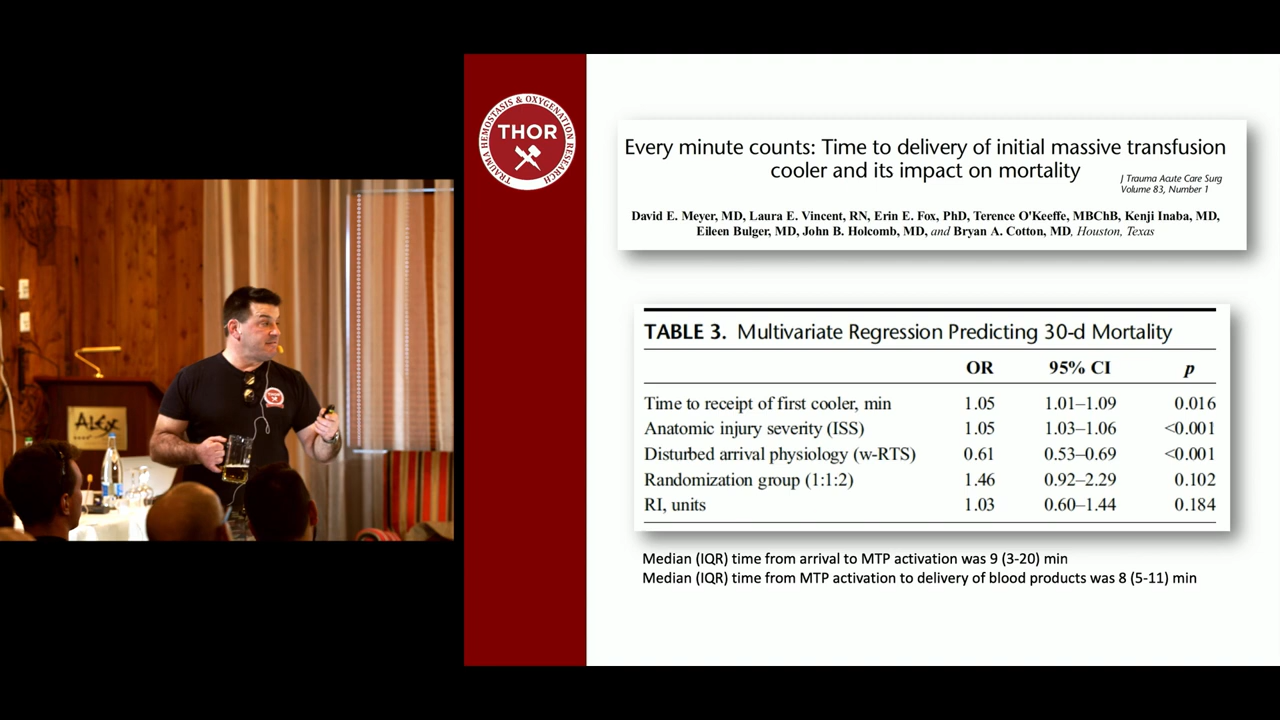 TRAUMA HEMOSTASIS & OXYGENATION RESEARCH
THOR
Every minute counts: Time to delivery of initial massive transfusion
cooler and its impact on mortality
J Trauma Acute Care Surg
Volume 83, Number 1
David E. Meyer, MD, Laura E. Vincent, RN, Erin E. Fox, PhD, Terence O'Keeffe, MBChB, Kenji Inaba, MD,
Eileen Bulger, MD, John B. Holcomb, MD, and Bryan A. Cotton, MD, Houston, Texas
TABLE 3. Multivariate Regression Predicting 30-d Mortality
OR 95% CI p
Time to receipt of first cooler, min 1.05 1.01–1.09 0.016
Anatomic injury severity (ISS) 1.05 1.03–1.06 <0.001
Disturbed arrival physiology (w-RTS) 0.61 0.53–0.69 <0.001
Randomization group (1:1:2) 1.46 0.92–2.29 0.102
RI, units 1.03 0.60–1.44 0.184
Median (IQR) time from arrival to MTP activation was 9 (3-20) min
Median (IQR) time from MTP activation to delivery of blood products was 8 (5-11) min
ALEX